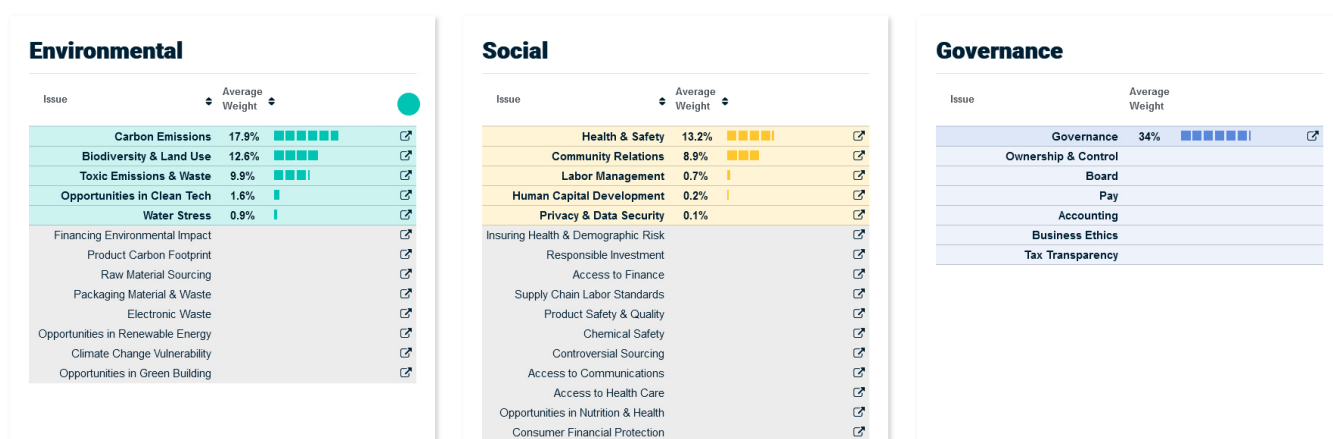 Environmental
Issue
Average Weight
Carbon Emissions 17.9%
Biodiversity & Land Use 12.6%
Toxic Emissions & Waste 9.9%
Opportunities in Clean Tech 1.6%
Water Stress 0.9%
Financing Environmental Impact
Product Carbon Footprint
Raw Material Sourcing
Packaging Material & Waste
Electronic Waste
Opportunities in Renewable Energy
Climate Change Vulnerability
Opportunities in Green Building
Social
Issue
Average Weight
Health & Safety 13.2%
Community Relations 8.9%
Labor Management 0.7%
Human Capital Development 0.2%
Privacy & Data Security 0.1%
Insuring Health & Demographic Risk
Responsible Investment
Access to Finance
Supply Chain Labor Standards
Product Safety & Quality
Chemical Safety
Controversial Sourcing
Access to Communications
Access to Health Care
Opportunities in Nutrition & Health
Consumer Financial Protection
Governance
Issue
Average Weight
Governance 34%
Ownership & Control
Board
Pay
Accounting
Business Ethics
Tax Transparency